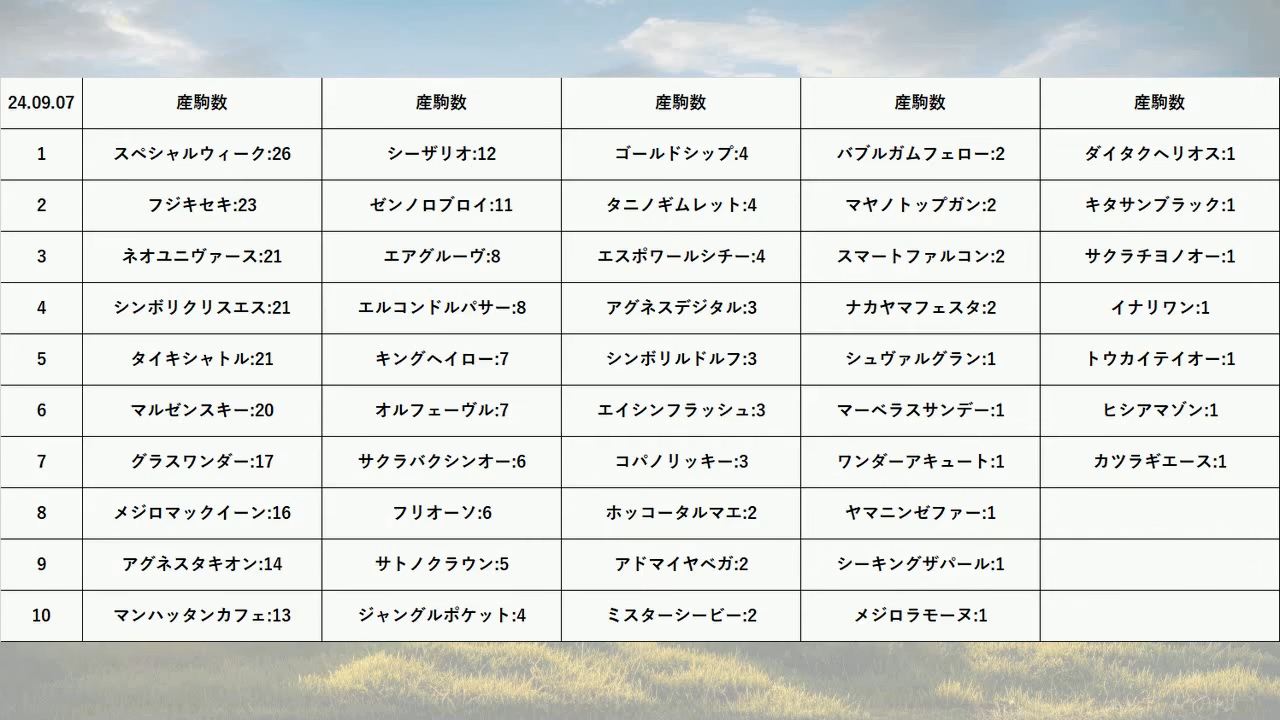 24.09.07 産駒数 産駒数 産駒数 産駒数 産駒数
1 スペシャルウィーク:26 シーザリオ:12 ゴールドシップ:4 バブルガムフェロー:2 ダイタクヘリオス:1
2 フジキセキ:23 ゼンノロブロイ:11 タニノギムレット:4 マヤノトップガン:2 キタサンブラック:1
3 ネオユニヴァース:21 エアグルーヴ:8 エスポワールシチー:4 スマートファルコン:2 サクラチヨノオー:1
4 シンボリクリスエス:21 エルコンドルパサー:8 アグネスデジタル:3 ナカヤマフェスタ:2 イナリワン:1
5 タイキシャトル:21 キングヘイロー:7 シンボリルドルフ:3 シュヴァルグラン:1 トウカイテイオー:1
6 マルゼンスキー:20 オルフェーヴル:7 エイシンフラッシュ:3 マーベラスサンデー:1 ヒシアマゾン:1
7 グラスワンダー:17 サクラバクシンオー:6 コパノリッキー:3 ワンダーアキュート:1 カツラギエース:1
8 メジロマックイーン:16 フリオーソ:6 ホッコータルマエ:2 ヤマニンゼファー:1
9 アグネスタキオン:14 サトノクラウン:5 アドマイヤベガ:2 シーキングザパール:1
10 マンハッタンカフェ:13 ジャングルポケット:4 ミスターシービー:2 メジロラモーヌ:1